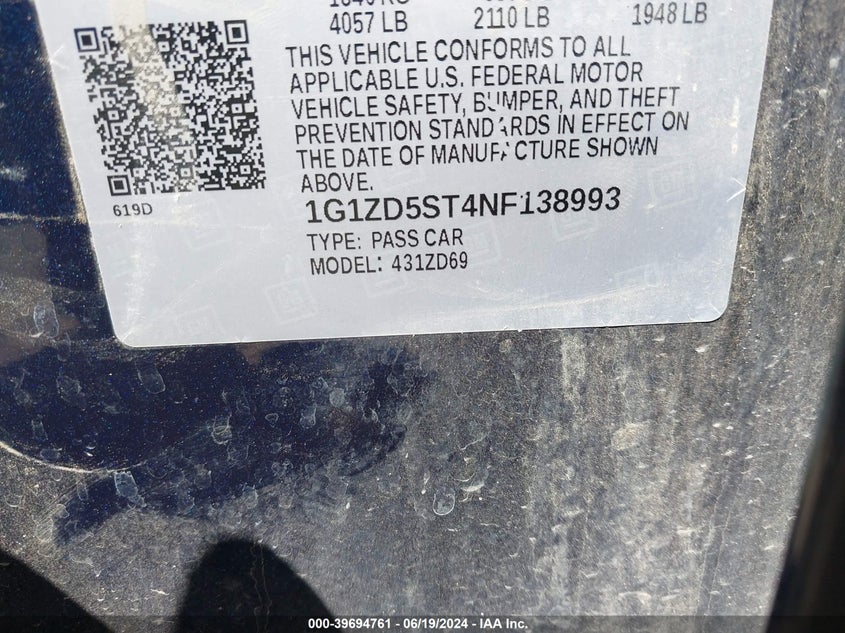 4057 LB 2110 LB 1948 LB
THIS VEHICLE CONFORMS TO ALL
APPLICABLE U.S. FEDERAL MOTOR
VEHICLE SAFETY, BUMPER, AND THEFT
PREVENTION STANDARDS IN EFFECT ON
THE DATE OF MANUFACTURE SHOWN
ABOVE.
619D
1G1ZD5ST4NF138993
TYPE: PASS CAR
MODEL: 431ZD69
000-39694761 - 06/19/2024 - IAA Inc.